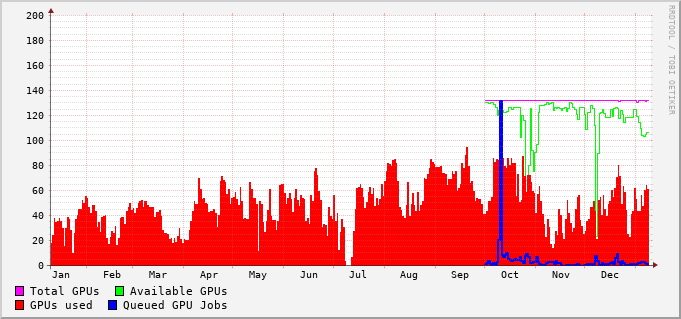 RRDTOOL / TOBI OETIKER
200
180
160
140
120
100
80
60
40
20
0
Jan Feb Mar Apr May Jun Jul Aug Sep Oct Nov Dec
Total GPUs Available GPUs
GPUs used Queued GPU Jobs